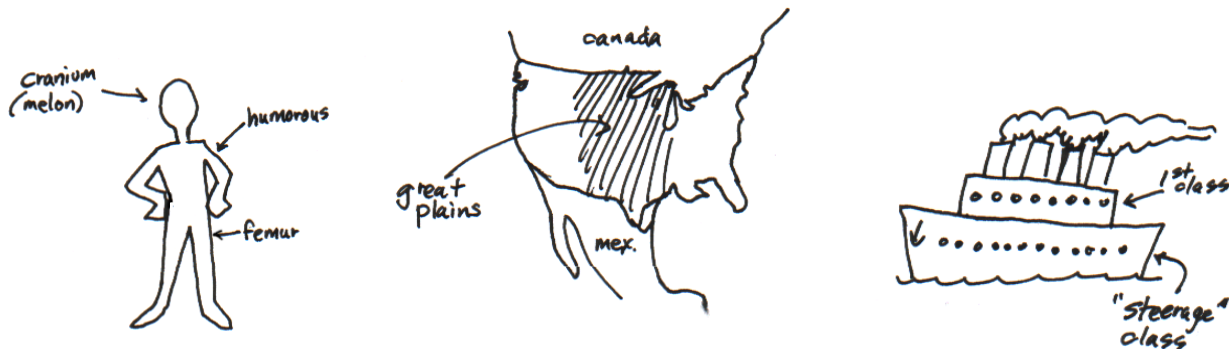 cranium
(melon)
humorous
femur
canada
great
plains
mex.
1st
class
"steerage"
class